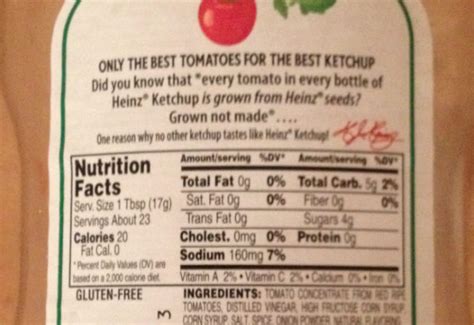 ONLY THE BEST TOMATOES FOR THE BEST KETCHUP
Did you know that "every tomato in every bottle of
Heinz® Ketchup is grown from Heinz® seeds?
Grown not made®....
One reason why no other ketchup tastes like Heinz® Ketchup!
Nutrition
Facts
Serv. Size 1 Tbsp (17g)
Servings About 23
Calories 20
Fat Cal. 0
* Percent Daily Values (DV) are
based on a 2,000 calorie diet.
Amount/serving %DV*
Total Fat 0g 0%
Sat. Fat 0g 0%
Trans Fat 0g
Cholest. 0mg 0%
Sodium 160mg 7%
Amount/serving %DV*
Total Carb. 5g 2%
Fiber 0g 0%
Sugars 4g
Protein 0g
Vitamin A 2% • Vitamin C 2% • Calcium 0% • Iron 0%
GLUTEN-FREE
INGREDIENTS: TOMATO CONCENTRATE FROM RED RIPE
TOMATOES, DISTILLED VINEGAR, HIGH FRUCTOSE CORN SYRUP,
CORN SYRUP, SALT, SPICE, ONION POWDER, NATURAL FLAVORING